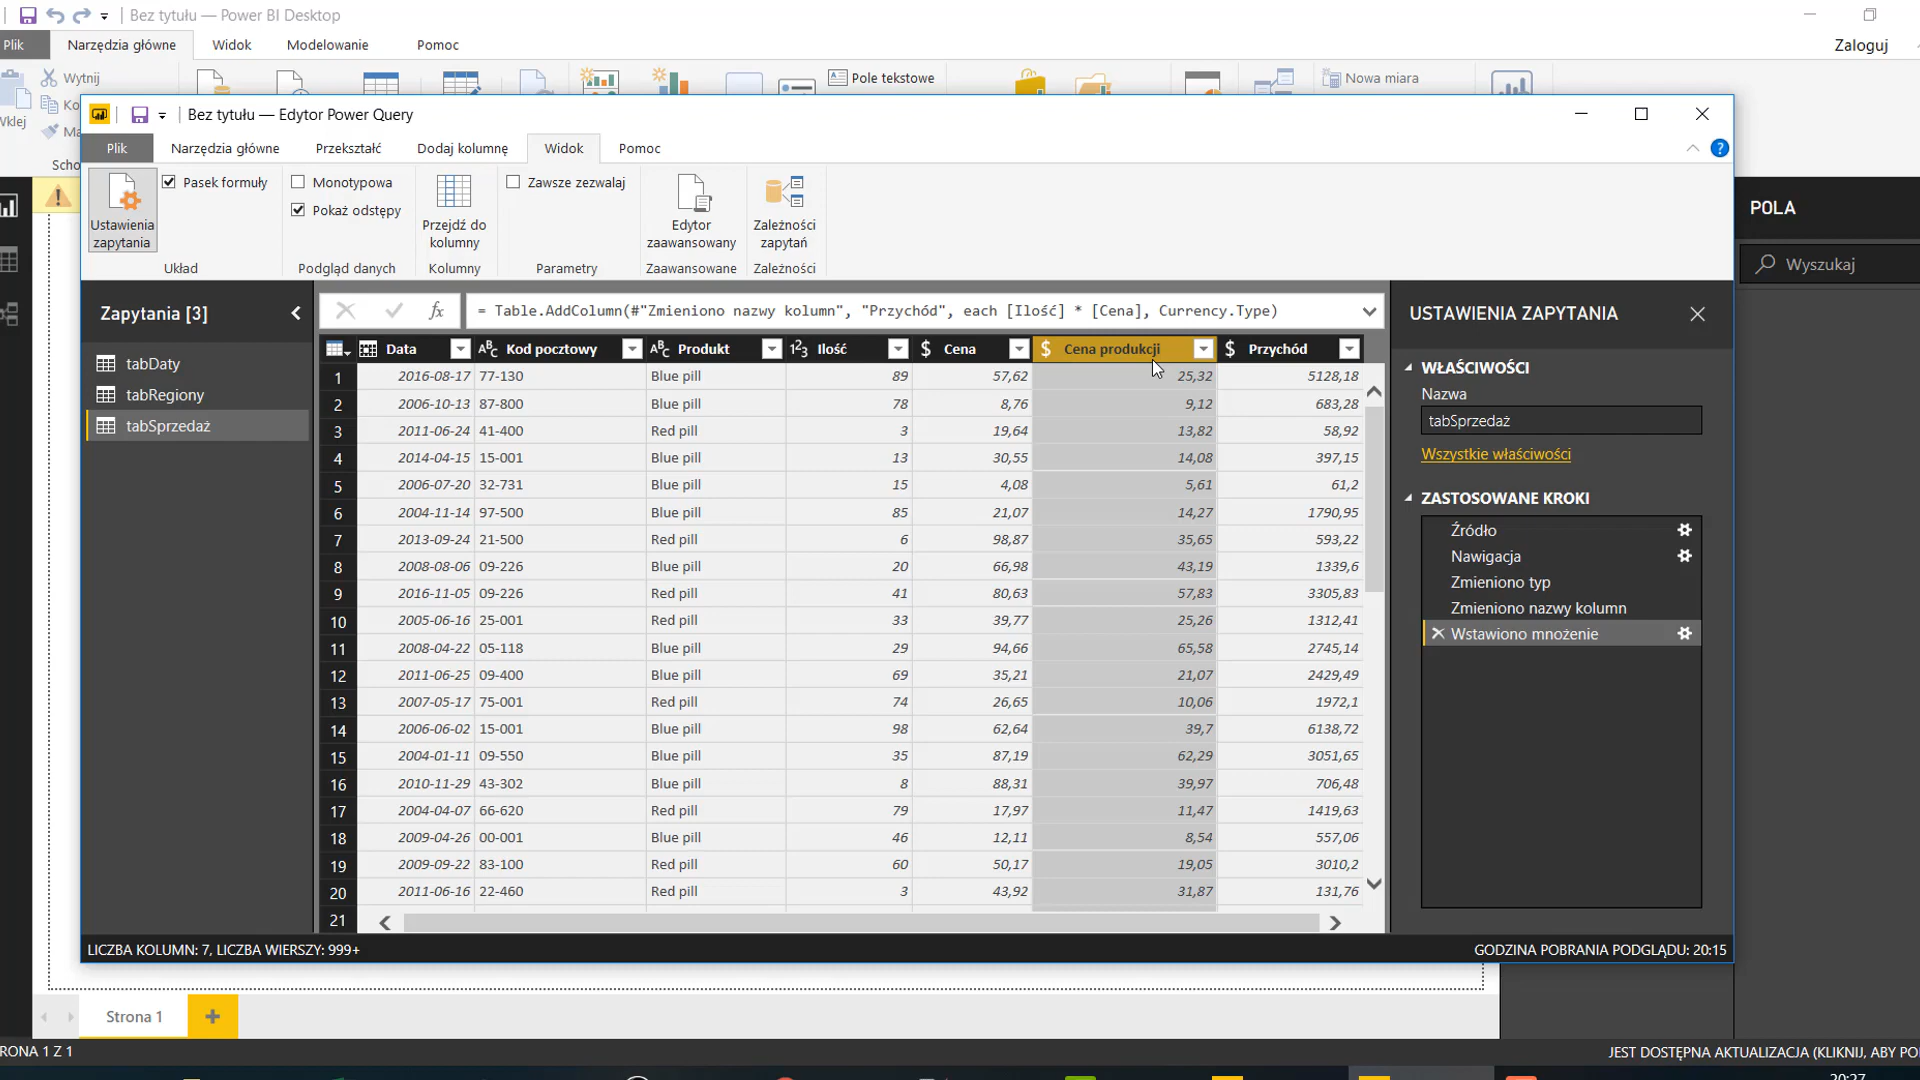 Bez tytułu — Power BI Desktop
Plik Narzędzia główne Widok Modelowanie Pomoc Zaloguj
Wytnij Pole tekstowe Nowa miara
Bez tytułu — Edytor Power Query
Plik Narzędzia główne Przekształć Dodaj kolumnę Widok Pomoc
Ustawienia zapytania
Pasek formuły
Monotypowa
Pokaż odstępy
Przejdź do kolumny
Zawsze zezwalaj
Edytor zaawansowany
Zależności zapytań
Układ Podgląd danych Kolumny Parametry Zaawansowane Zależności
POLA
Wyszukaj
Zapytania [3]
tabDaty
tabRegiony
tabSprzedaż
= Table.AddColumn(#"Zmieniono nazwy kolumn", "Przychód", each [Ilość] * [Cena], Currency.Type)
Data ABC Kod pocztowy ABC Produkt 123 Ilość $ Cena $ Cena produkcji $ Przychód
1 2016-08-17 77-130 Blue pill 89 57,62 25,32 5128,18
2 2006-10-13 87-800 Blue pill 78 8,76 9,12 683,28
3 2011-06-24 41-400 Red pill 3 19,64 13,82 58,92
4 2014-04-15 15-001 Blue pill 13 30,55 14,08 397,15
5 2006-07-20 32-731 Blue pill 15 4,08 5,61 61,2
6 2004-11-14 97-500 Blue pill 85 21,07 14,27 1790,95
7 2013-09-24 21-500 Red pill 6 98,87 35,65 593,22
8 2008-08-06 09-226 Blue pill 20 66,98 43,19 1339,6
9 2016-11-05 09-226 Red pill 41 80,63 57,83 3305,83
10 2005-06-16 25-001 Red pill 33 39,77 25,26 1312,41
11 2008-04-22 05-118 Blue pill 29 94,66 65,58 2745,14
12 2011-06-25 09-400 Blue pill 69 35,21 21,07 2429,49
13 2007-05-17 75-001 Red pill 74 26,65 10,06 1972,1
14 2006-06-02 15-001 Blue pill 98 62,64 39,7 6138,72
15 2004-01-11 09-550 Blue pill 35 87,19 62,29 3051,65
16 2010-11-29 43-302 Blue pill 8 88,31 39,97 706,48
17 2004-04-07 66-620 Red pill 79 17,97 11,47 1419,63
18 2009-04-26 00-001 Blue pill 46 12,11 8,54 557,06
19 2009-09-22 83-100 Red pill 60 50,17 19,05 3010,2
20 2011-06-16 22-460 Red pill 3 43,92 31,87 131,76
21
USTAWIENIA ZAPYTANIA
WŁAŚCIWOŚCI
Nazwa
tabSprzedaż
Wszystkie właściwości
ZASTOSOWANE KROKI
Źródło
Nawigacja
Zmieniono typ
Zmieniono nazwy kolumn
Wstawiono mnożenie
LICZBA KOLUMN: 7, LICZBA WIERSZY: 999+ GODZINA POBRANIA PODGLĄDU: 20:15
Strona 1
RONA 1 Z 1 JEST DOSTĘPNA AKTUALIZACJA (KLIKNIJ, ABY PO
20:27